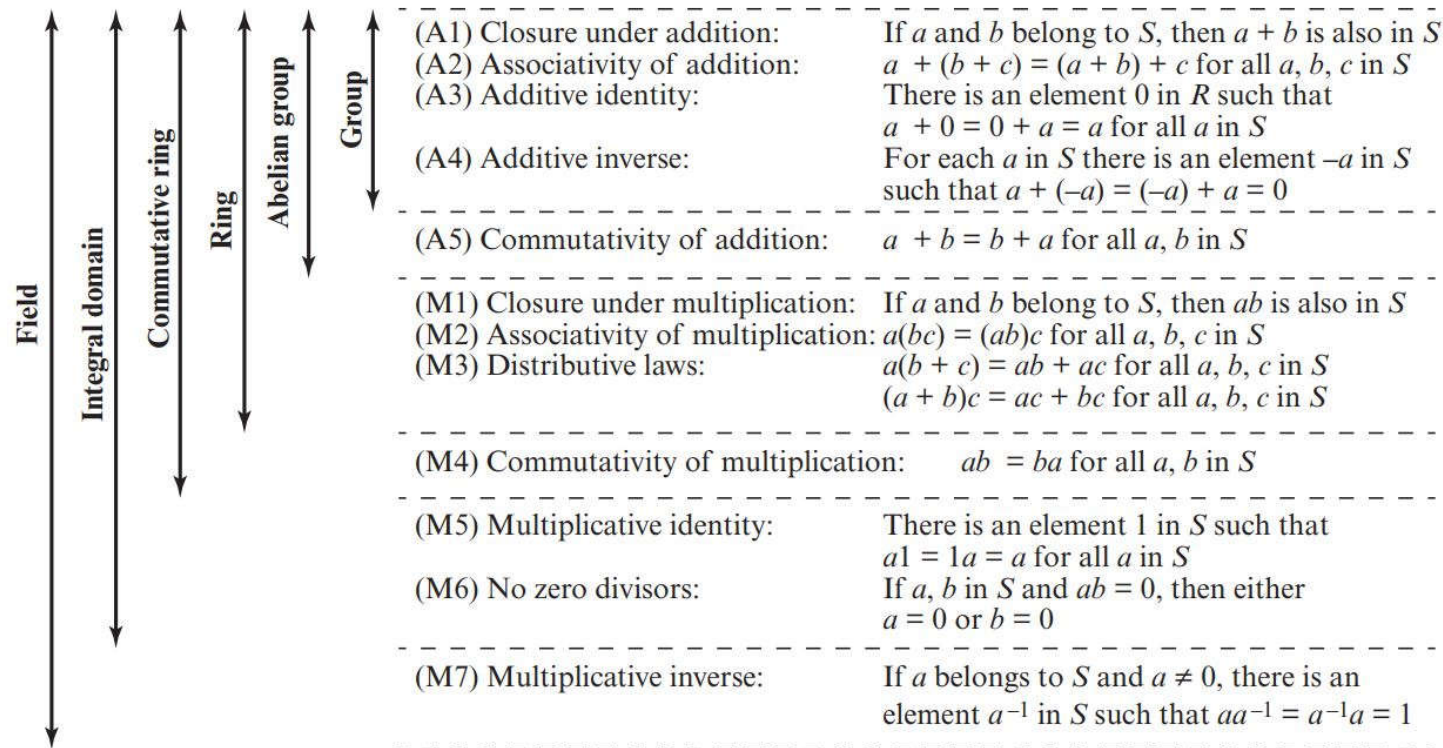 Field
Integral domain
Commutative ring
Ring
Abelian group
Group
(A1) Closure under addition: If a and b belong to S, then a + b is also in S
(A2) Associativity of addition: a + (b + c) = (a + b) + c for all a, b, c in S
(A3) Additive identity: There is an element 0 in R such that
a + 0 = 0 + a = a for all a in S
(A4) Additive inverse: For each a in S there is an element –a in S
such that a + (–a) = (–a) + a = 0
(A5) Commutativity of addition: a + b = b + a for all a, b in S
(M1) Closure under multiplication: If a and b belong to S, then ab is also in S
(M2) Associativity of multiplication: a(bc) = (ab)c for all a, b, c in S
(M3) Distributive laws: a(b + c) = ab + ac for all a, b, c in S
(a + b)c = ac + bc for all a, b, c in S
(M4) Commutativity of multiplication: ab = ba for all a, b in S
(M5) Multiplicative identity: There is an element 1 in S such that
a1 = 1a = a for all a in S
(M6) No zero divisors: If a, b in S and ab = 0, then either
a = 0 or b = 0
(M7) Multiplicative inverse: If a belongs to S and a ≠ 0, there is an
element a⁻¹ in S such that aa⁻¹ = a⁻¹a = 1